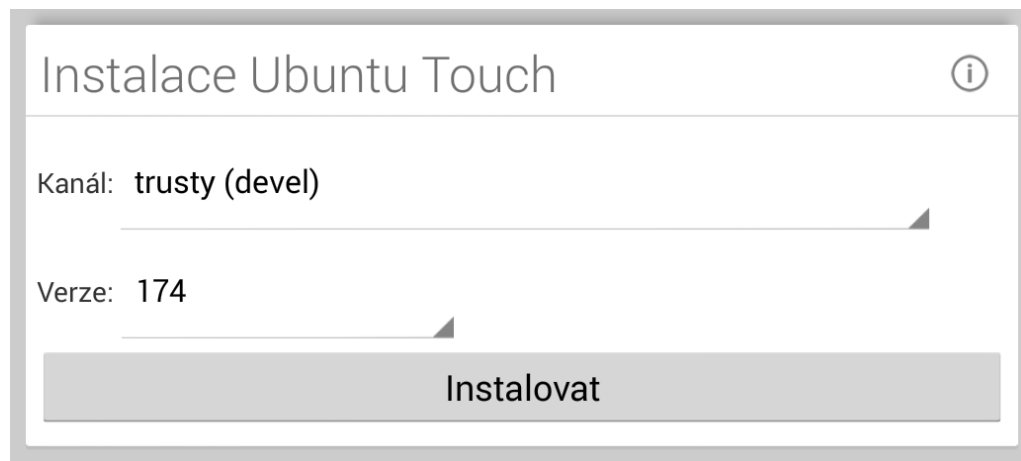 Instalace Ubuntu Touch
Kanál: trusty (devel)
Verze: 174
Instalovat